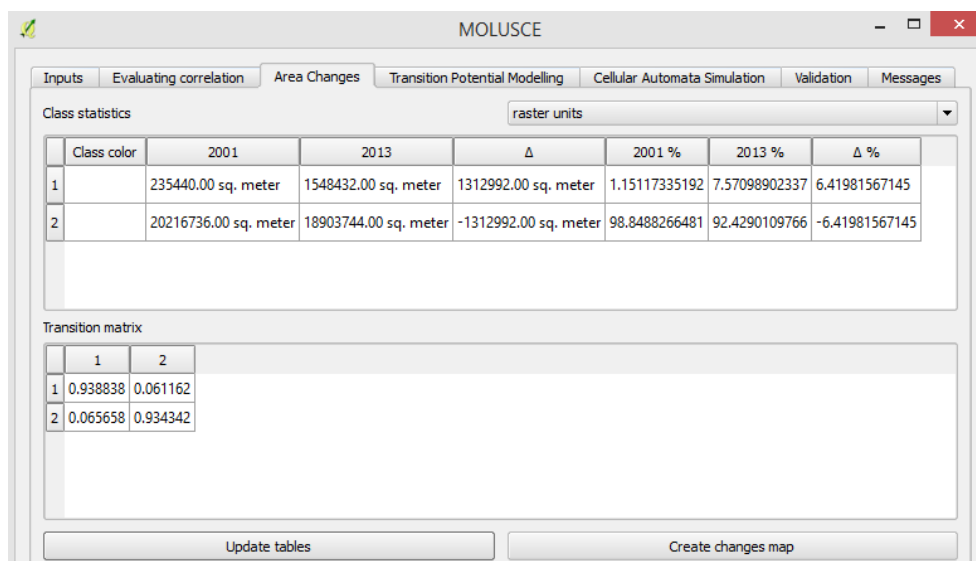 MOLUSCE
Inputs Evaluating correlation Area Changes Transition Potential Modelling Cellular Automata Simulation Validation Messages
Class statistics raster units
Class color 2001 2013 Δ 2001 % 2013 % Δ %
1 235440.00 sq. meter 1548432.00 sq. meter 1312992.00 sq. meter 1.15117335192 7.57098902337 6.41981567145
2 20216736.00 sq. meter 18903744.00 sq. meter -1312992.00 sq. meter 98.8488266481 92.4290109766 -6.41981567145
Transition matrix
1 2
1 0.938838 0.061162
2 0.065658 0.934342
Update tables Create changes map